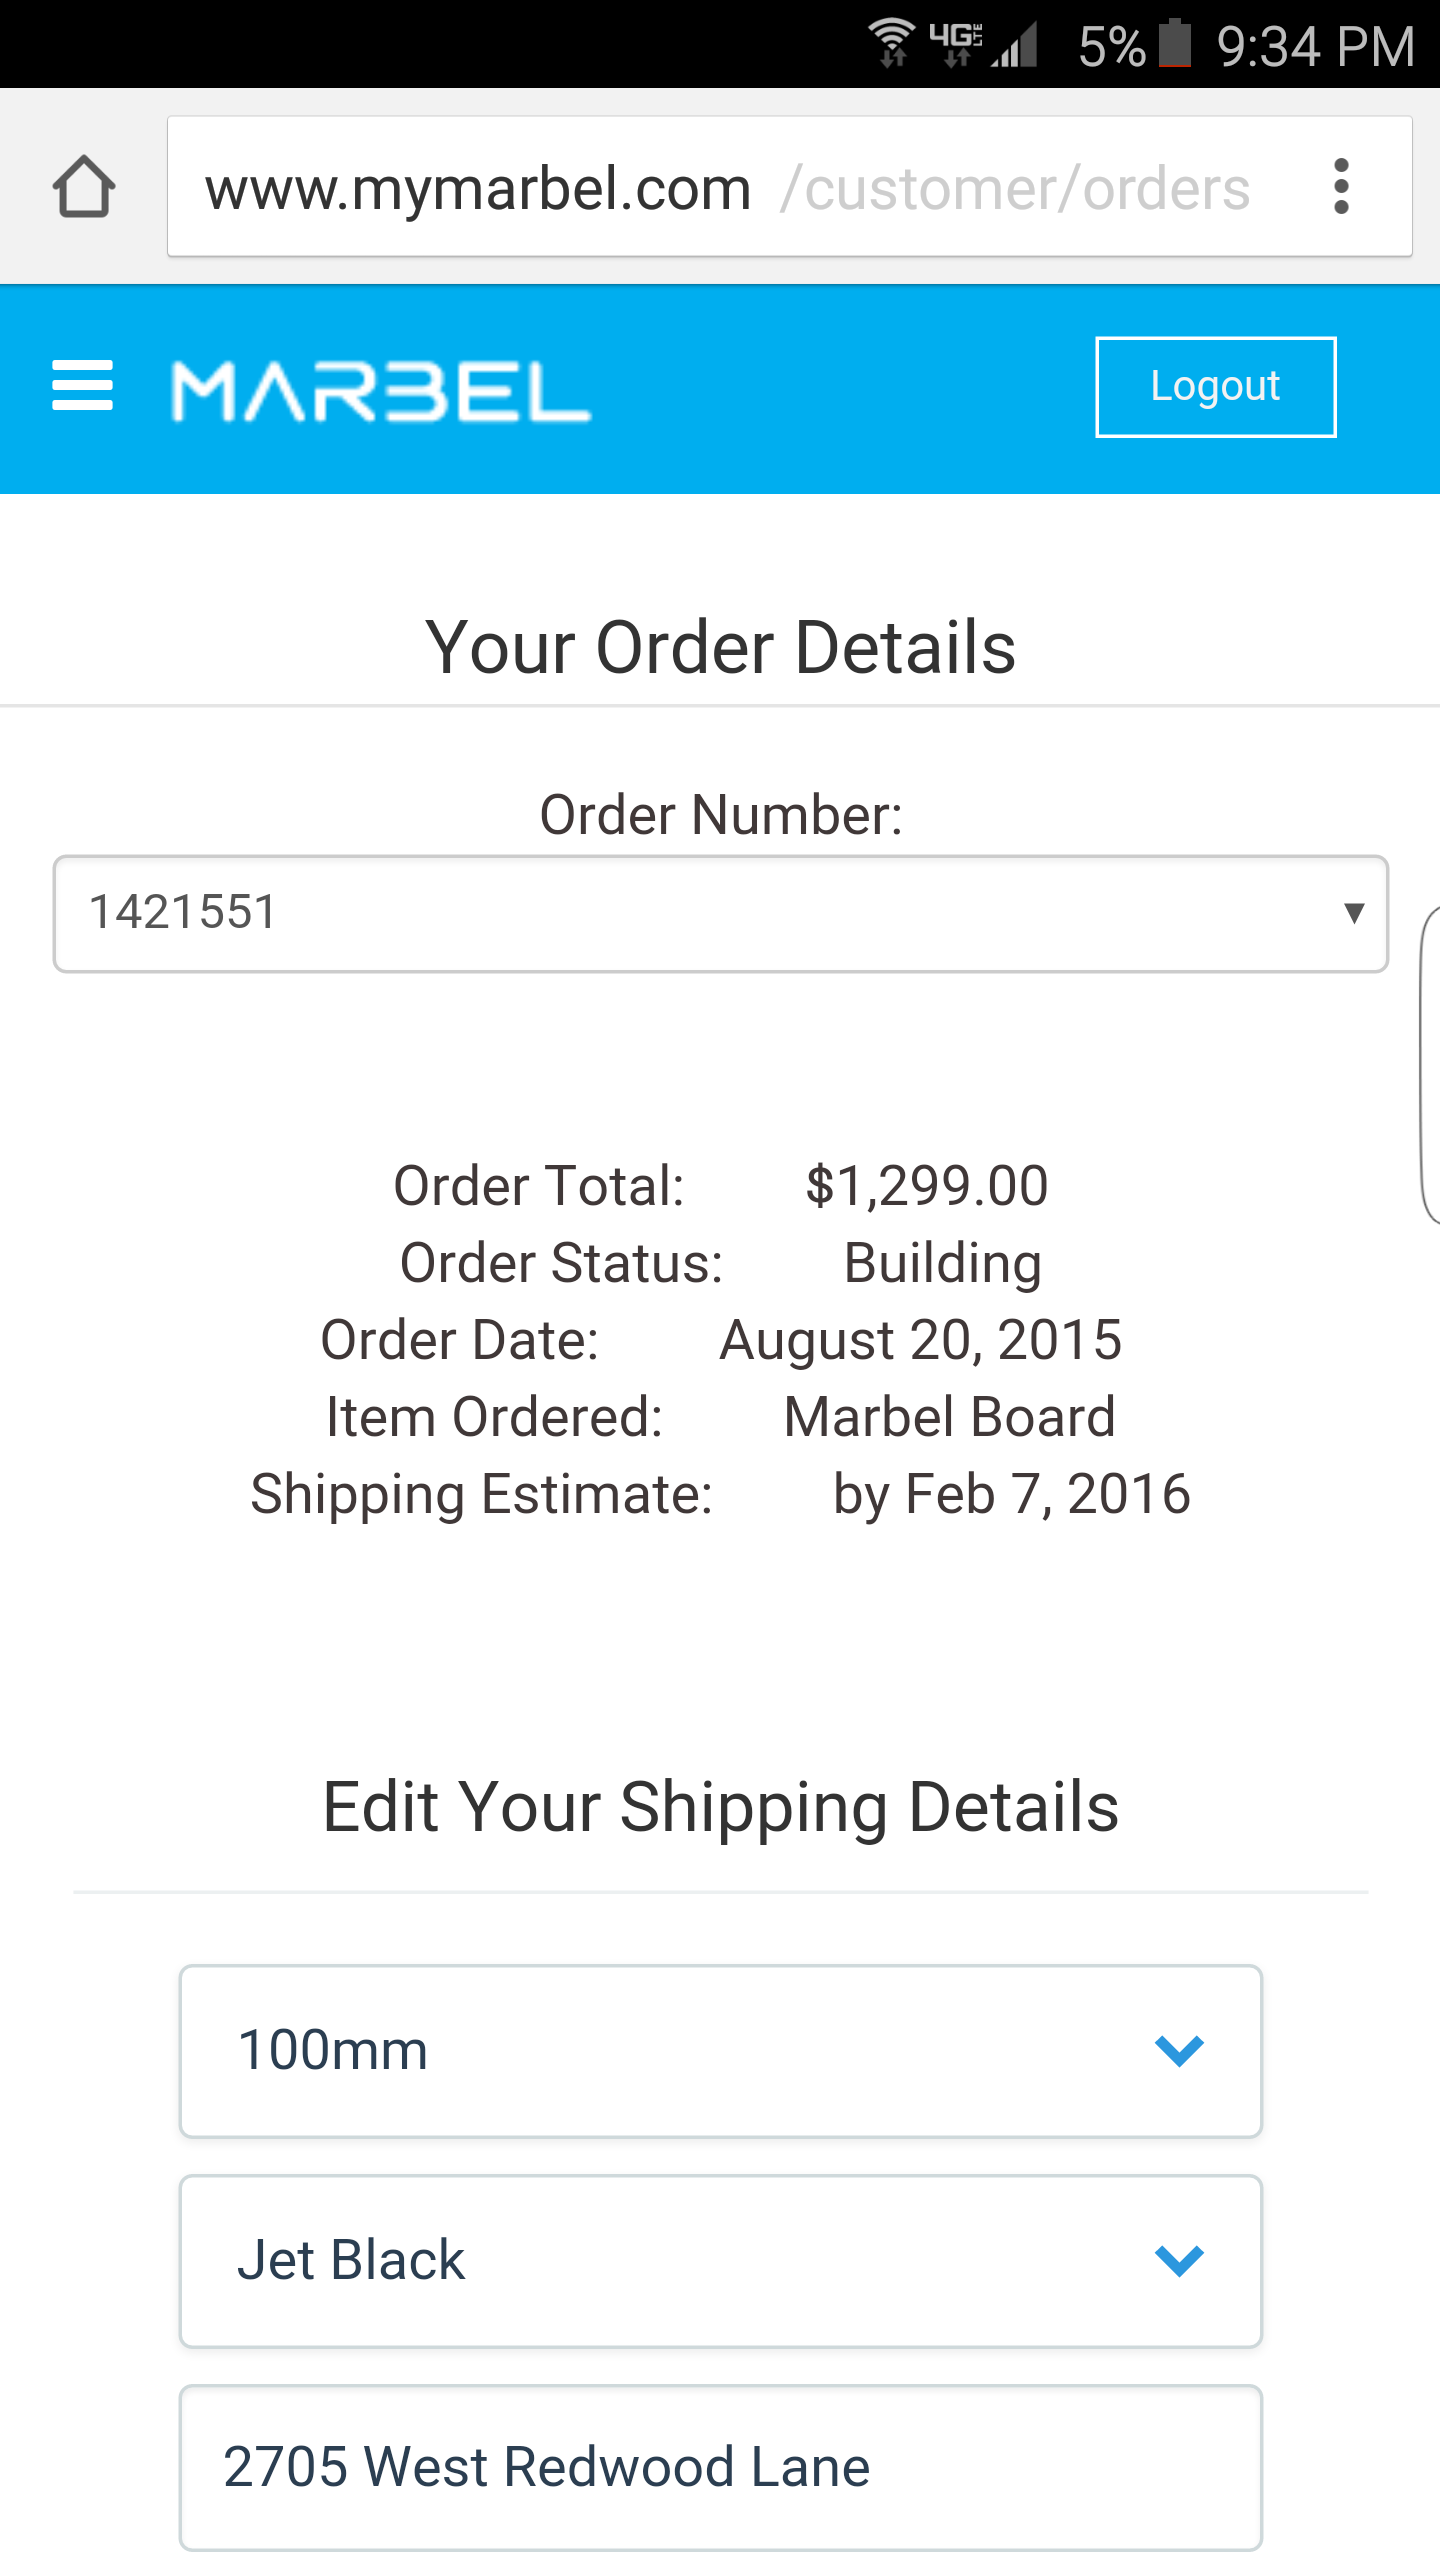 4G LTE 5% 9:34 PM
www.mymarbel.com /customer/orders
MARBEL
Logout
Your Order Details
Order Number:
1421551
Order Total: $1,299.00
Order Status: Building
Order Date: August 20, 2015
Item Ordered: Marbel Board
Shipping Estimate: by Feb 7, 2016
Edit Your Shipping Details
100mm
Jet Black
2705 West Redwood Lane